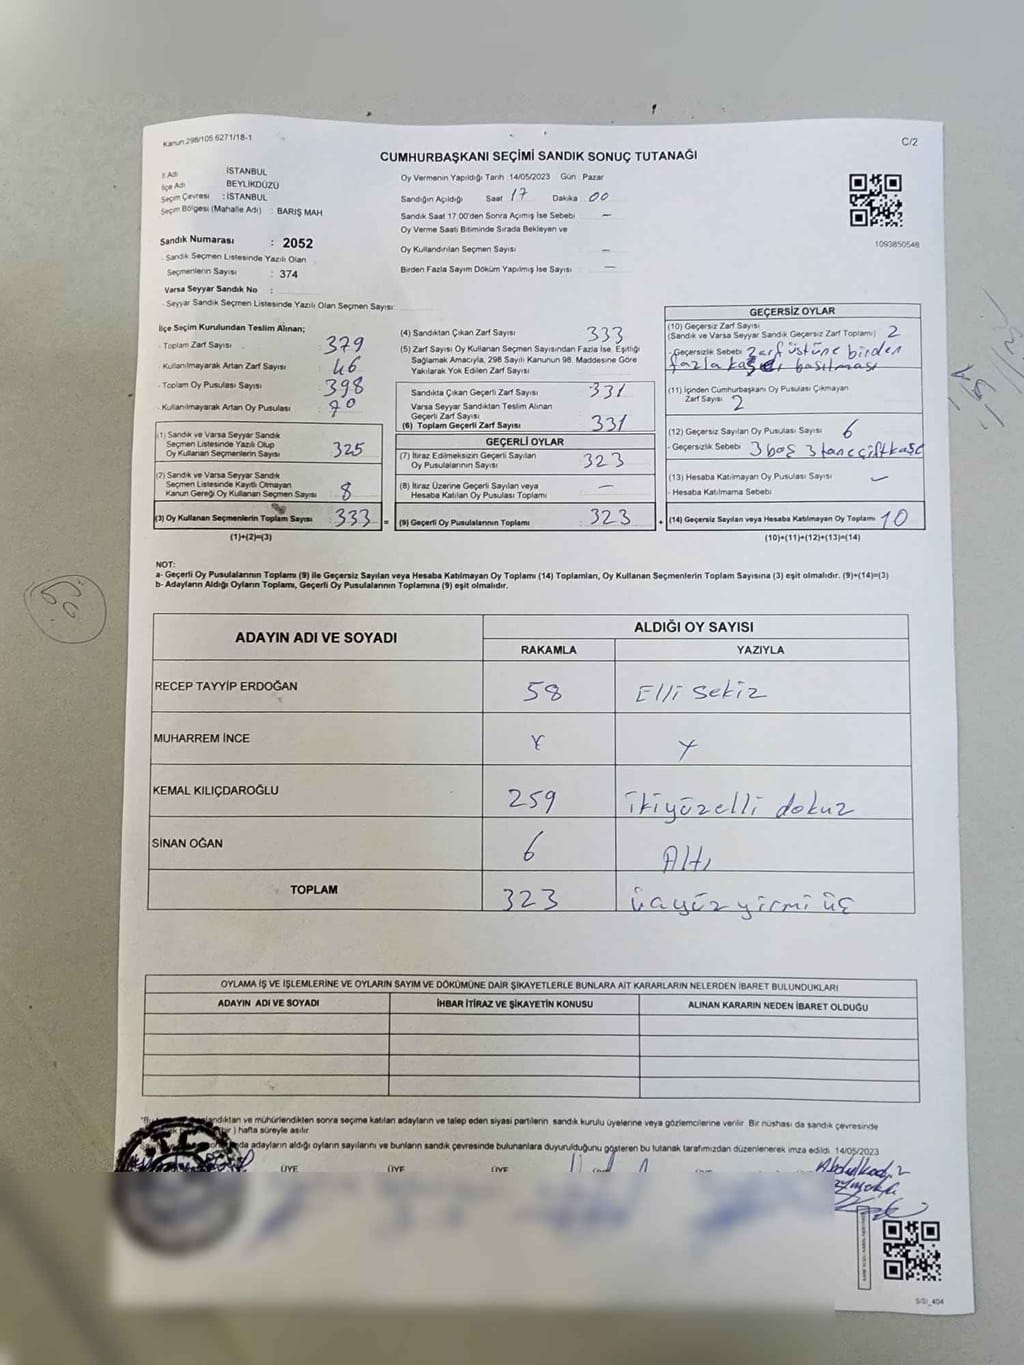 Kanun 298/105 6271/18-1
C/2
CUMHURBAŞKANI SEÇİMİ SANDIK SONUÇ TUTANAĞI
İl Adı İSTANBUL
İlçe Adı BEYLİKDÜZÜ
Seçim Çevresi : İSTANBUL
Seçim Bölgesi (Mahalle Adı) : BARIŞ MAH.
Sandık Numarası : 2052
- Sandık Seçmen Listesinde Yazılı Olan
Seçmenlerin Sayısı : 374
Varsa Seyyar Sandık No :
- Seyyar Sandık Seçmen Listesinde Yazılı Olan Seçmen Sayısı:
Oy Vermenin Yapıldığı Tarih 14/05/2023 Gün : Pazar
Sandığın Açıldığı Saat 17 Dakika 00
Sandık Saat 17.00'den Sonra Açımış İse Sebebi —
Oy Verme Saati Bitiminde Sırada Bekleyen ve
Oy Kullandırılan Seçmen Sayısı —
Birden Fazla Sayım Döküm Yapılmış İse Sayısı —
1093850548
İlçe Seçim Kurulundan Teslim Alınan;
- Toplam Zarf Sayısı 379
- Kullanılmayarak Artan Zarf Sayısı 46
- Toplam Oy Pusulası Sayısı 398
- Kullanılmayarak Artan Oy Pusulası 70
(1) Sandık ve Varsa Seyyar Sandık
Seçmen Listesinde Yazılı Olup
Oy Kullanan Seçmenlerin Sayısı 325
(2) Sandık ve Varsa Seyyar Sandık
Seçmen Listesinde Kayıtlı Olmayan
Kanun Gereği Oy Kullanan Seçmen Sayısı 8
(3) Oy Kullanan Seçmenlerin Toplam Sayısı 333 =
(1)+(2)=(3)
(4) Sandıktan Çıkan Zarf Sayısı 333
(5) Zarf Sayısı Oy Kullanan Seçmen Sayısından Fazla İse, Eşitliği
Sağlamak Amacıyla, 298 Sayılı Kanunun 98. Maddesine Göre
Yakılarak Yok Edilen Zarf Sayısı
Sandıkta Çıkan Geçerli Zarf Sayısı 331
Varsa Seyyar Sandıktan Teslim Alınan
Geçerli Zarf Sayısı
(6) Toplam Geçerli Zarf Sayısı 331
GEÇERLİ OYLAR
(7) İtiraz Edilmeksizin Geçerli Sayılan
Oy Pusulalarının Sayısı 323
(8) İtiraz Üzerine Geçerli Sayılan veya
Hesaba Katılan Oy Pusulası Toplamı —
(9) Geçerli Oy Pusulalarının Toplamı : 323 +
GEÇERSİZ OYLAR
(10) Geçersiz Zarf Sayısı
(Sandık ve Varsa Seyyar Sandık Geçersiz Zarf Toplamı) 2
- Geçersizlik Sebebi Zarf üstüne birden
fazla kaşe basılması
(11) İçinden Cumhurbaşkanı Oy Pusulası Çıkmayan
Zarf Sayısı 2
(12) Geçersiz Sayılan Oy Pusulası Sayısı 6
- Geçersizlik Sebebi 3 boş 3 tane çift kaşe
(13) Hesaba Katılmayan Oy Pusulası Sayısı —
- Hesaba Katılmama Sebebi
(14) Geçersiz Sayılan veya Hesaba Katılmayan Oy Toplamı 10
(10)+(11)+(12)+(13)=(14)
NOT:
a- Geçerli Oy Pusulalarının Toplamı (9) ile Geçersiz Sayılan veya Hesaba Katılmayan Oy Toplamı (14) Toplamları, Oy Kullanan Seçmenlerin Toplam Sayısına (3) eşit olmalıdır. (9)+(14)=(3)
b- Adayların Aldığı Oyların Toplamı, Geçerli Oy Pusulalarının Toplamına (9) eşit olmalıdır.
ADAYIN ADI VE SOYADI ALDIĞI OY SAYISI
RAKAMLA YAZIYLA
RECEP TAYYİP ERDOĞAN 58 Elli sekiz
MUHARREM İNCE
KEMAL KILIÇDAROĞLU 259 ikiyüzelli dokuz
SİNAN OĞAN 6 Altı
TOPLAM 323 üçyüz yirmi üç
OYLAMA İŞ VE İŞLEMLERİNE VE OYLARIN SAYIM VE DÖKÜMÜNE DAİR ŞİKAYETLERLE BUNLARA AİT KARARLARIN NELERDEN İBARET BULUNDUKLARI
ADAYIN ADI VE SOYADI İHBAR İTİRAZ VE ŞİKAYETİN KONUSU ALINAN KARARIN NEDEN İBARET OLDUĞU
ve mühürlendikten sonra seçime katılan adayların ve talep eden siyasi partilerin sandık kurulu üyelerine veya gözlemcilerine verilir. Bir nüshası da sandık çevresinde
) hafta süreyle asılır.
adayların aldığı oyların sayılarını ve bunların sandık çevresinde bulunanlara duyurulduğunu gösteren bu tutanak tarafımızdan düzenlenerek imza edildi. 14/05/2023
ÜYE ÜYE ÜYE